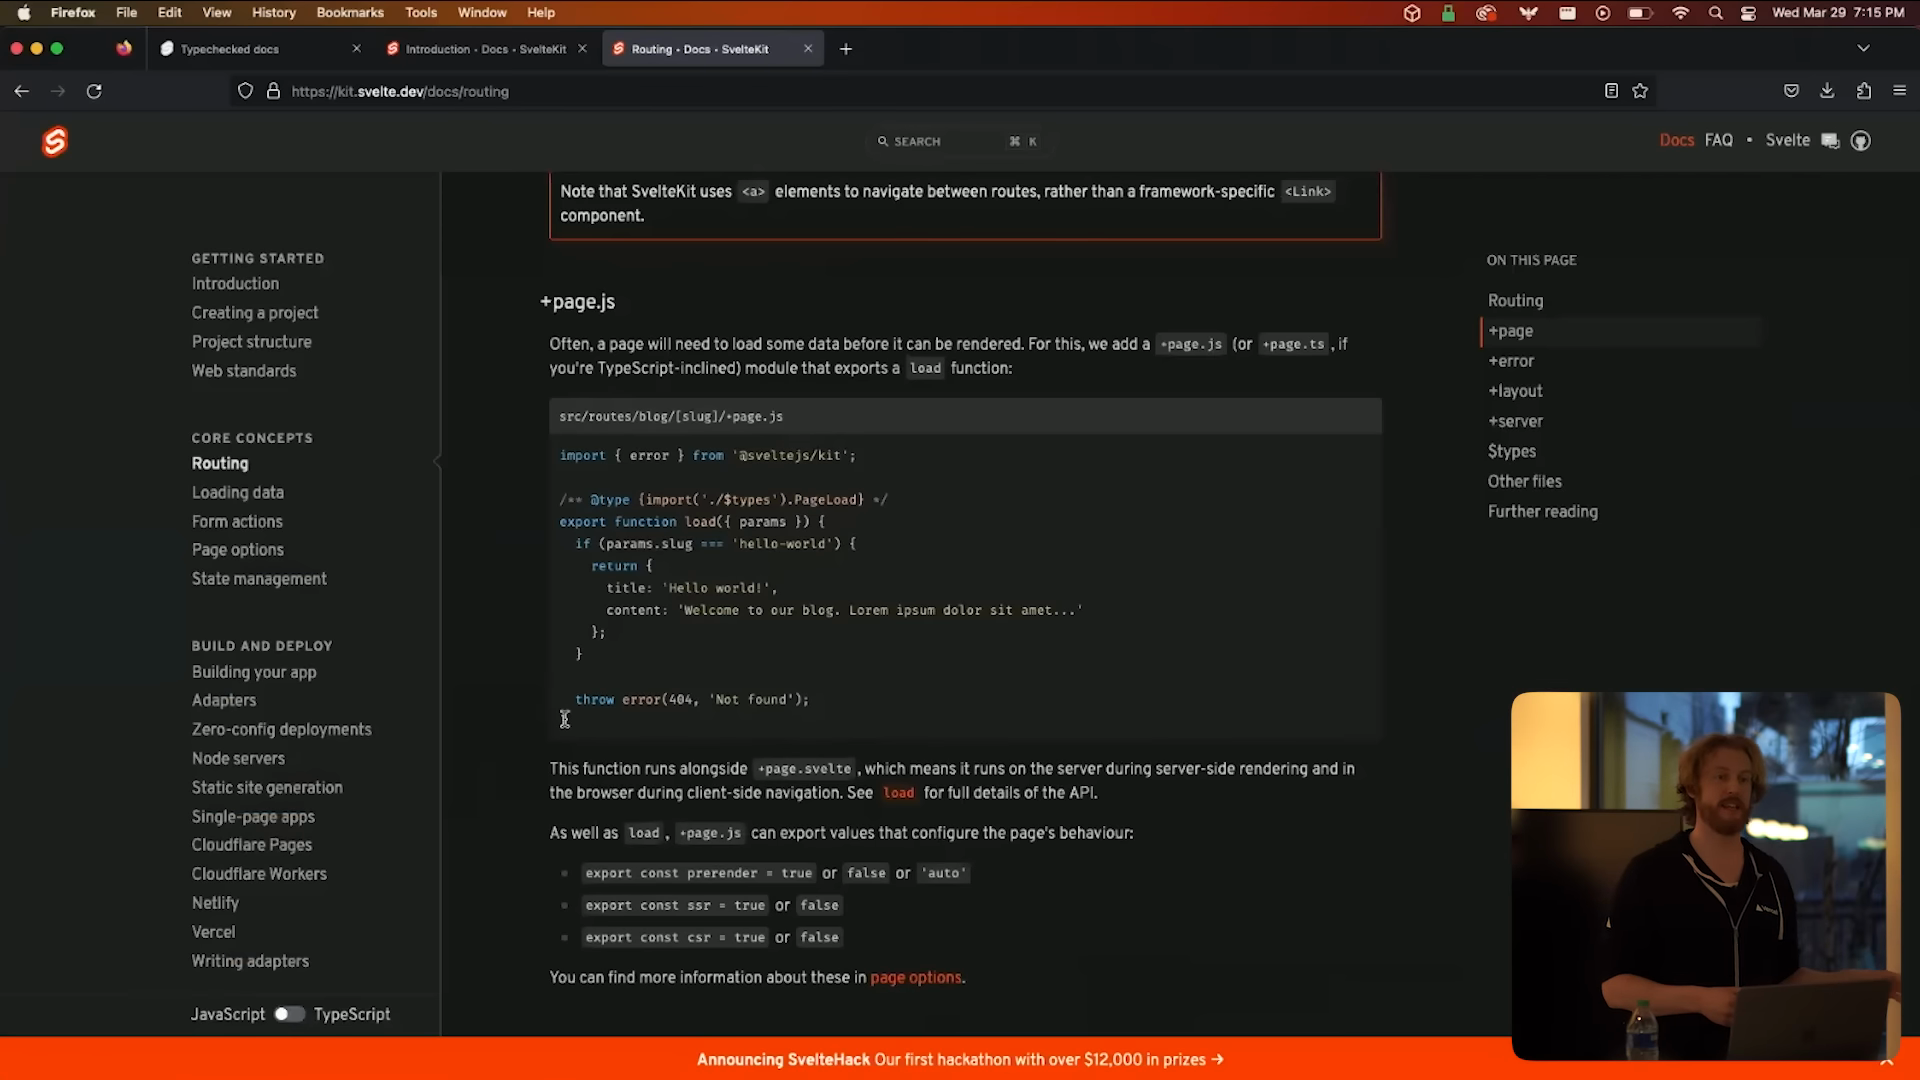 Firefox File Edit View History Bookmarks Tools Window Help Wed Mar 29 7:15 PM
Typechecked docs Introduction • Docs • SvelteKit Routing • Docs • SvelteKit
https://kit.svelte.dev/docs/routing
SEARCH ⌘ K Docs FAQ • Svelte
GETTING STARTED
Introduction
Creating a project
Project structure
Web standards
CORE CONCEPTS
Routing
Loading data
Form actions
Page options
State management
BUILD AND DEPLOY
Building your app
Adapters
Zero-config deployments
Node servers
Static site generation
Single-page apps
Cloudflare Pages
Cloudflare Workers
Netlify
Vercel
Writing adapters
JavaScript TypeScript
Note that SvelteKit uses <a> elements to navigate between routes, rather than a framework-specific <Link>
component.
+page.js
Often, a page will need to load some data before it can be rendered. For this, we add a +page.js (or +page.ts, if
you're TypeScript-inclined) module that exports a load function:
src/routes/blog/[slug]/+page.js
import { error } from '@sveltejs/kit';
/** @type {import('./$types').PageLoad} */
export function load({ params }) {
if (params.slug === 'hello-world') {
return {
title: 'Hello world!',
content: 'Welcome to our blog. Lorem ipsum dolor sit amet...'
};
}
throw error(404, 'Not found');
This function runs alongside +page.svelte, which means it runs on the server during server-side rendering and in
the browser during client-side navigation. See load for full details of the API.
As well as load, +page.js can export values that configure the page's behaviour:
export const prerender = true or false or 'auto'
export const ssr = true or false
export const csr = true or false
You can find more information about these in page options.
ON THIS PAGE
Routing
+page
+error
+layout
+server
$types
Other files
Further reading
Announcing SvelteHack Our first hackathon with over $12,000 in prizes →